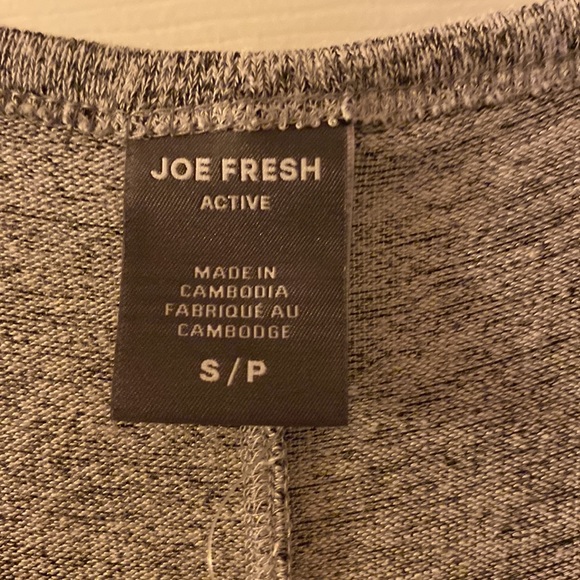 JOE FRESH
ACTIVE
MADE IN
CAMBODIA
FABRIQUÉ AU
CAMBODGE
S / P